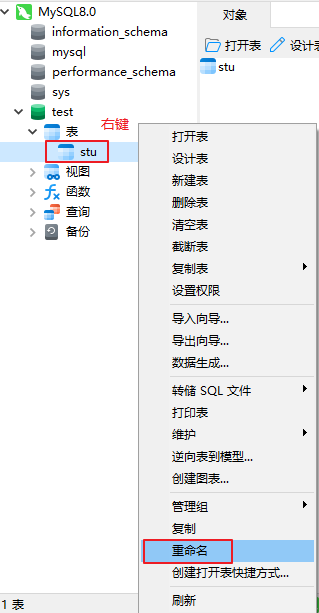 MySQL8.0
information_schema
mysql
performance_schema
sys
test
表
stu
视图
函数
查询
备份
右键
对象
打开表 设计表
stu
打开表
设计表
新建表
删除表
清空表
截断表
复制表
设置权限
导入向导...
导出向导...
数据生成...
转储 SQL 文件
打印表
维护
逆向表到模型...
创建图表...
管理组
复制
重命名
创建打开表快捷方式...
刷新
1 表